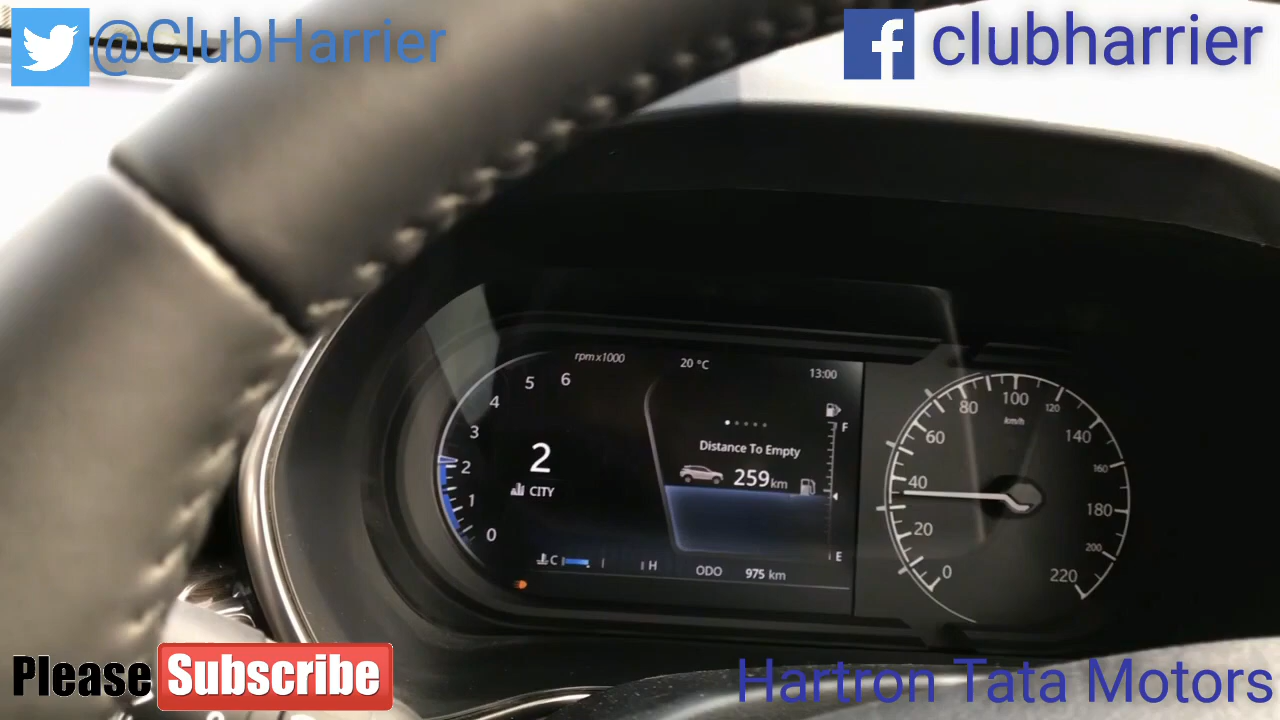 @ClubHarrier
f clubharrier
rpm x1000
20 °C
13:00
6
5
4
3
2
1
0
2
CITY
Distance To Empty
259 km
F
E
C
H
ODO 975 km
100
80
120
km/h
60
140
40
160
20
180
0
200
220
Please Subscribe
Hartron Tata Motors